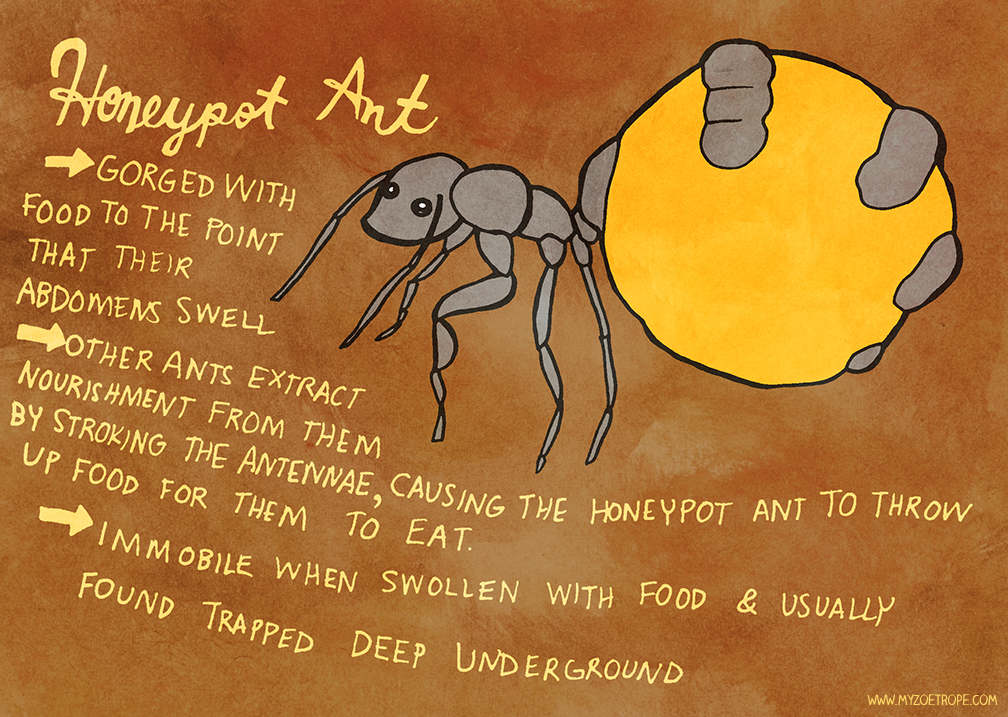 Honeypot Ant
GORGED WITH
FOOD TO THE POINT
THAT THEIR
ABDOMENS SWELL
OTHER ANTS EXTRACT
NOURISHMENT FROM THEM
BY STROKING THE ANTENNAE, CAUSING THE HONEYPOT ANT TO THROW
UP FOOD FOR THEM TO EAT.
IMMOBILE WHEN SWOLLEN WITH FOOD & USUALLY
FOUND TRAPPED DEEP UNDERGROUND
WWW.MYZOETROPE.COM